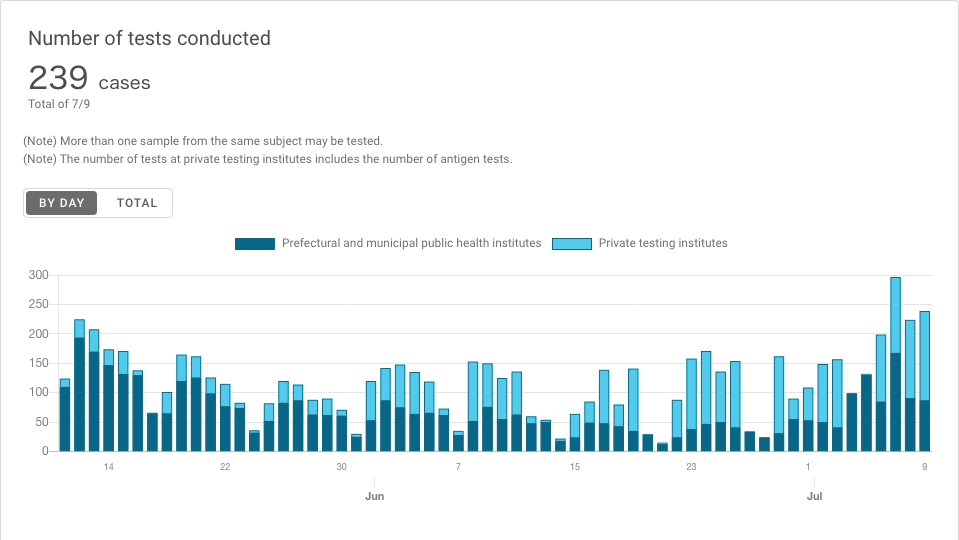 Number of tests conducted
239 cases
Total of 7/9
(Note) More than one sample from the same subject may be tested.
(Note) The number of tests at private testing institutes includes the number of antigen tests.
BY DAY TOTAL
Prefectural and municipal public health institutes Private testing institutes
300
250
200
150
100
50
0
14 22 30 7 15 23 1 9
Jun Jul